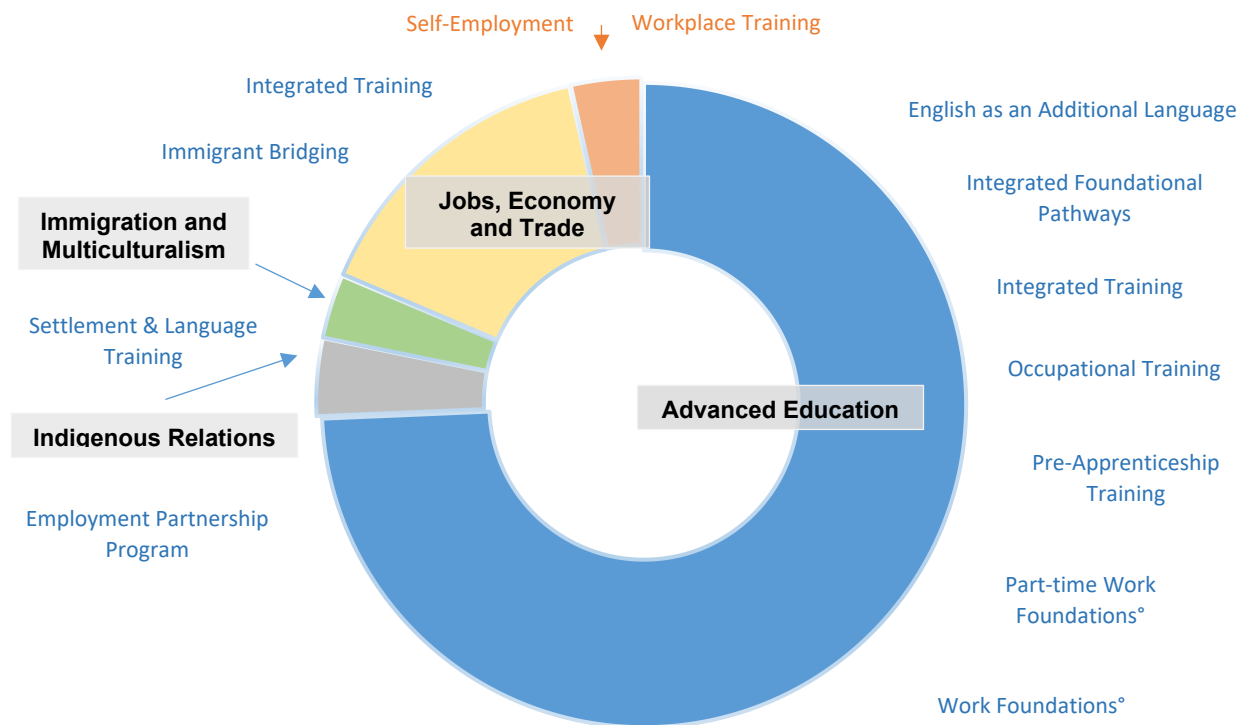 Self-Employment
Workplace Training
Integrated Training
Immigrant Bridging
Jobs, Economy
and Trade
Immigration and
Multiculturalism
Settlement & Language
Training
Indigenous Relations
Employment Partnership
Program
Advanced Education
English as an Additional Language
Integrated Foundational
Pathways
Integrated Training
Occupational Training
Pre-Apprenticeship
Training
Part-time Work
Foundations°
Work Foundations°